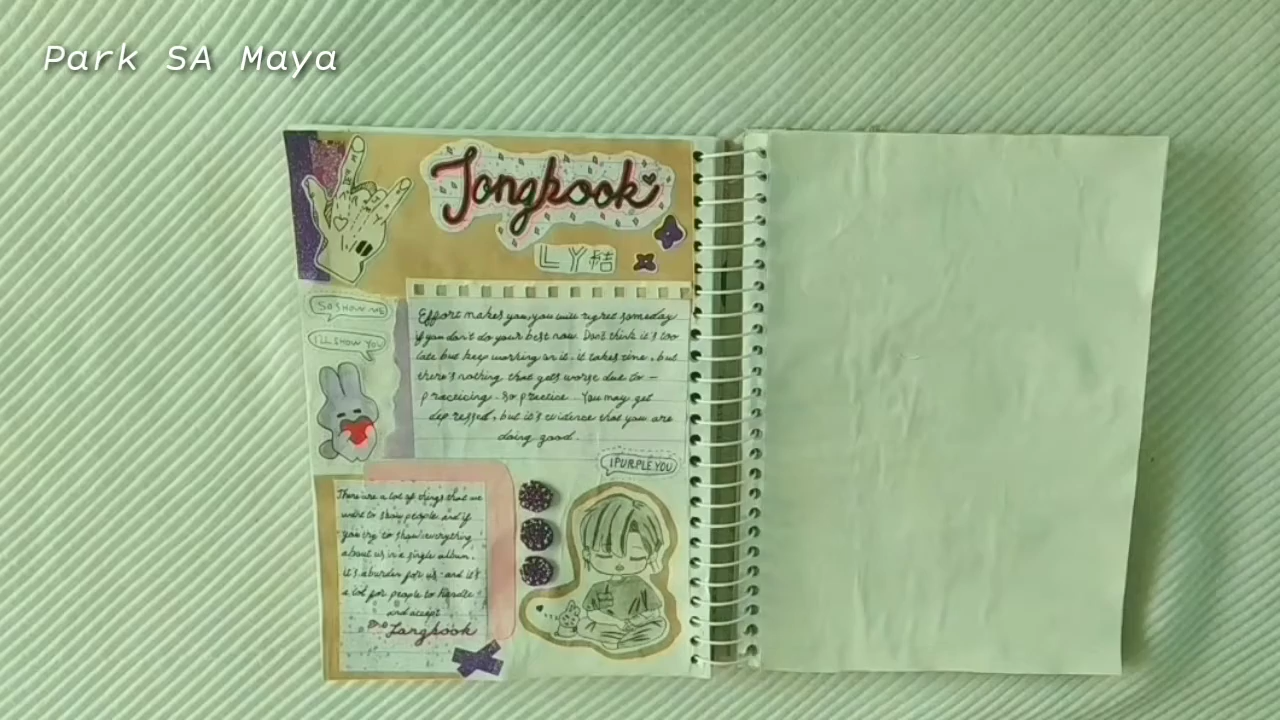 Park SA Maya
Jongkook
LY結
SO SHOW ME
I'LL SHOW YOU
Effort makes you, you will regret someday
if you don't do your best now. Don't think it's too
late but keep working on it. it takes time, but
there's nothing that gets worse due to -
practicing. So practice. You may get
depressed, but it's evidence that you are
doing good.
I PURPLE YOU
There are a lot of things that we
want to show people and if
you try to show everything
about us in a single album,
it's a burden for us and it's
a lot for people to handle
and accept
Jangkook